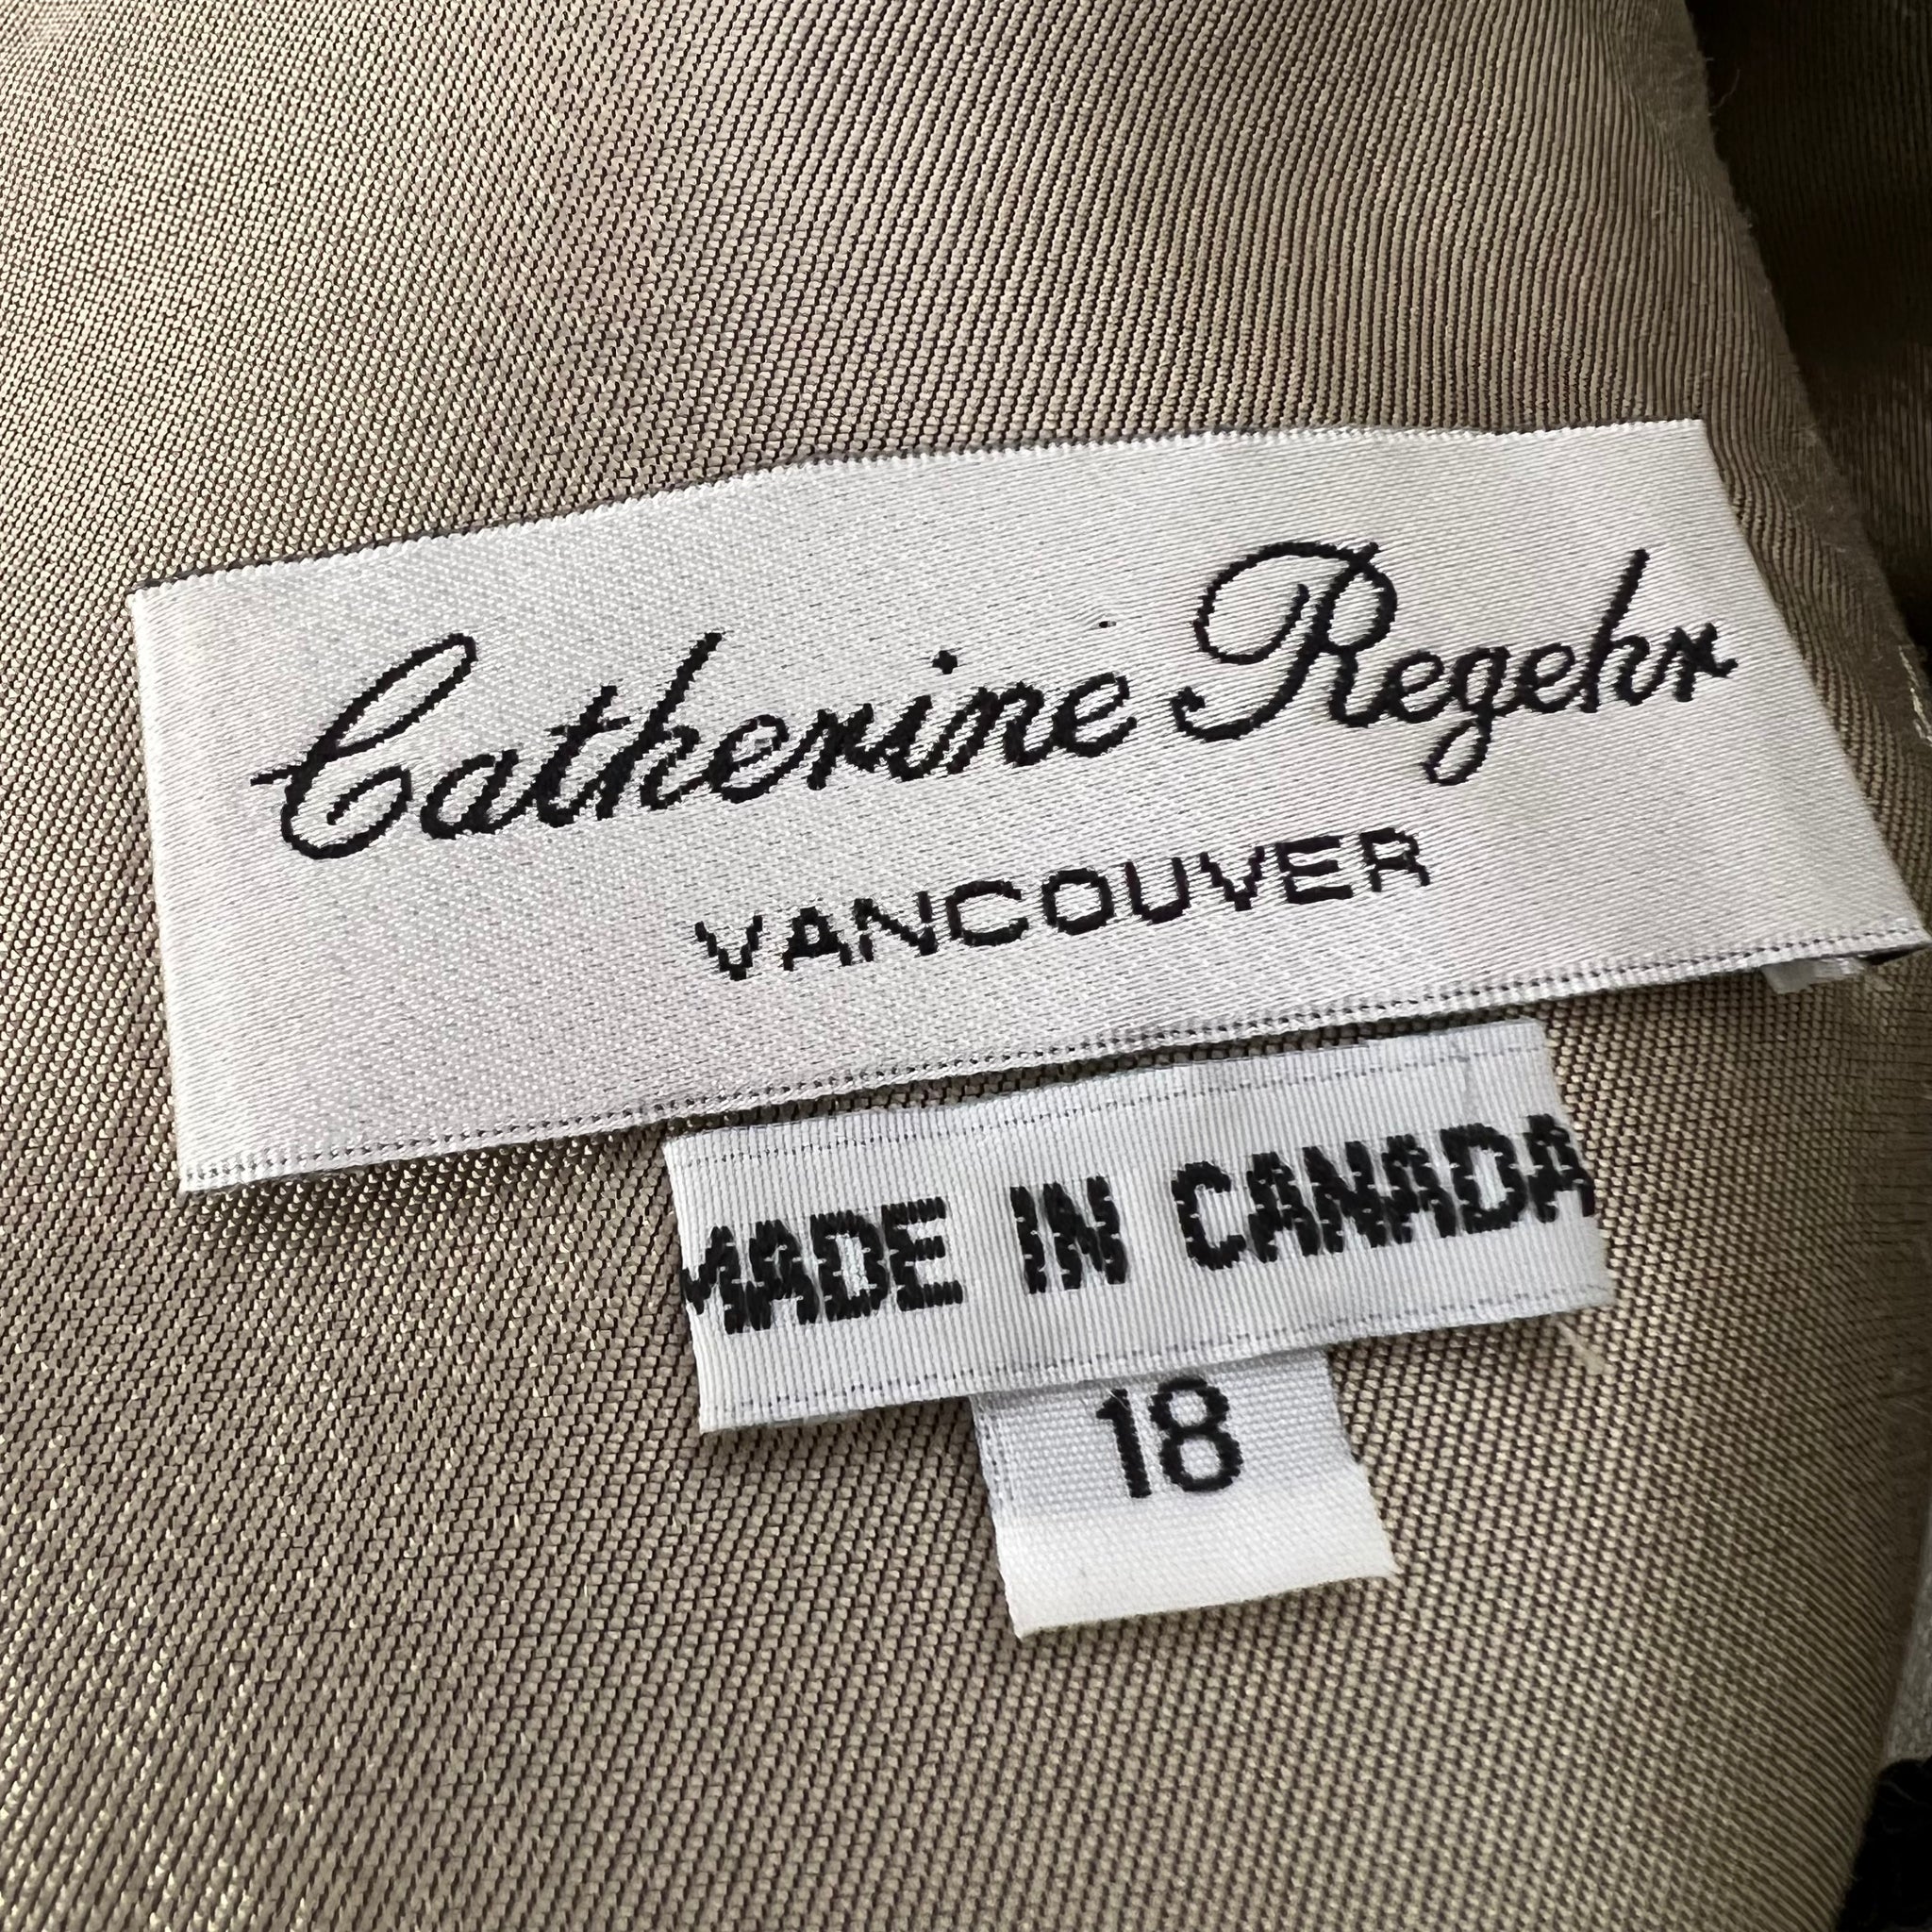 Catherine Regehr
VANCOUVER
MADE IN CANADA
18